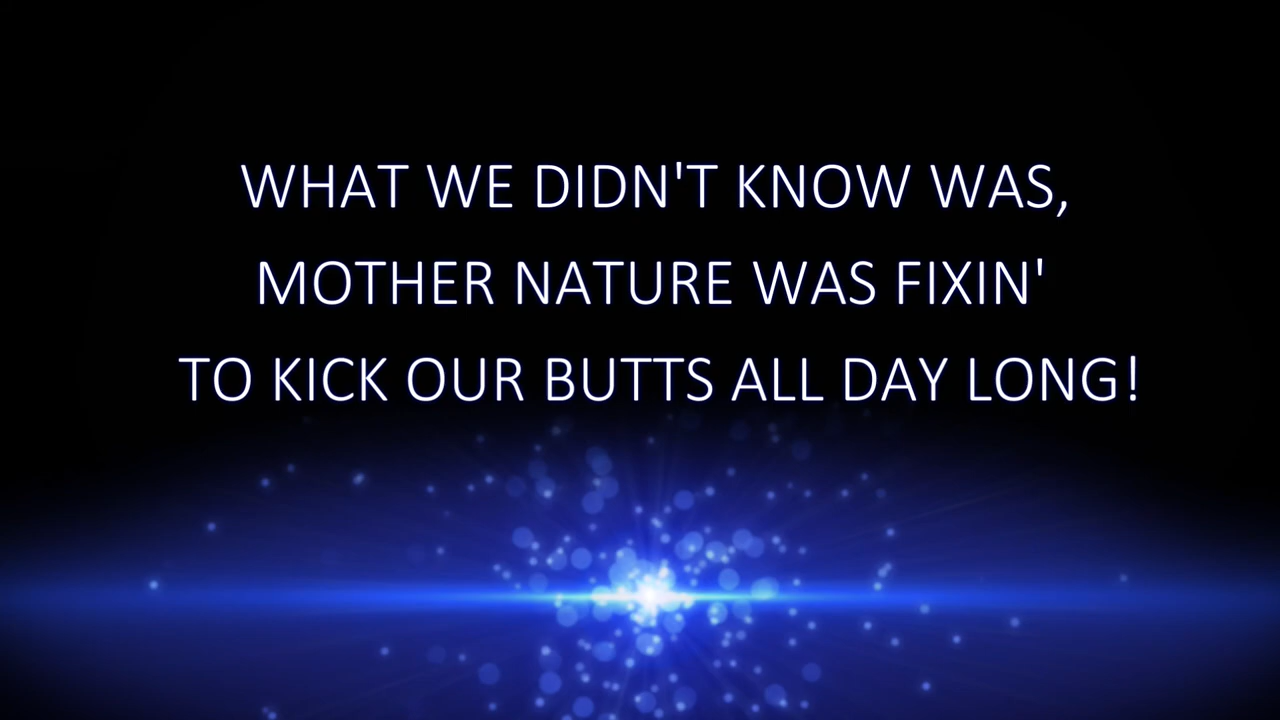 WHAT WE DIDN'T KNOW WAS,
MOTHER NATURE WAS FIXIN'
TO KICK OUR BUTTS ALL DAY LONG!